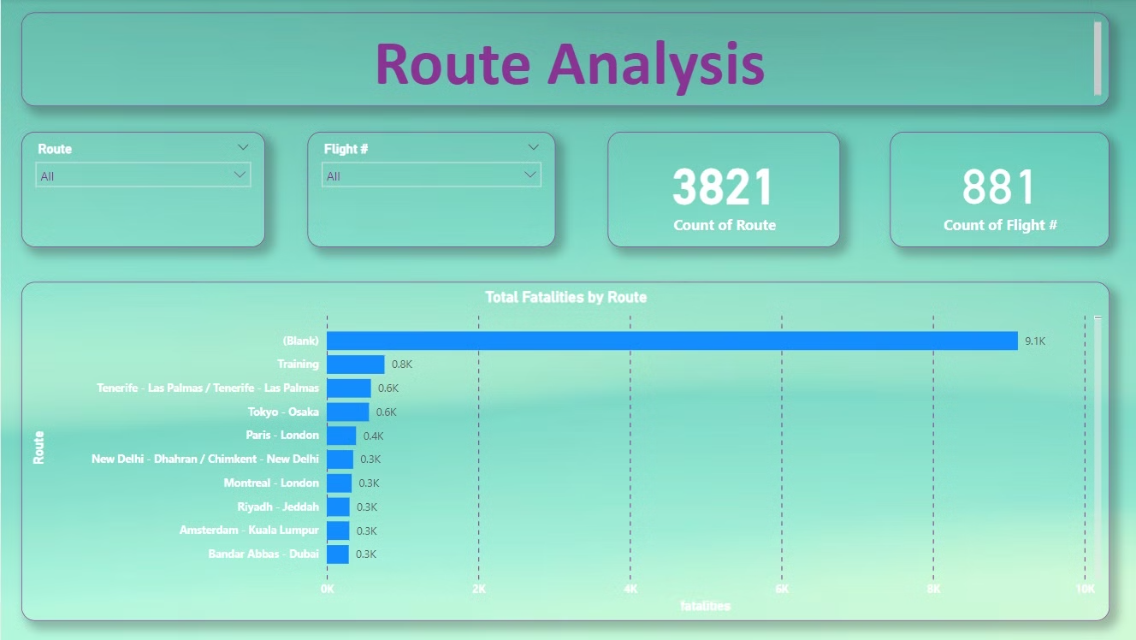 Route Analysis
Route
All
Flight #
All
3821
Count of Route
881
Count of Flight #
Total Fatalities by Route
(Blank) 9.1K
Training 0.8K
Tenerife - Las Palmas / Tenerife - Las Palmas 0.6K
Tokyo - Osaka 0.6K
Paris - London 0.4K
New Delhi - Dhahran / Chimkent - New Delhi 0.3K
Montreal - London 0.3K
Riyadh - Jeddah 0.3K
Amsterdam - Kuala Lumpur 0.3K
Bandar Abbas - Dubai 0.3K
Route
0K 2K 4K 6K 8K 10K
fatalities